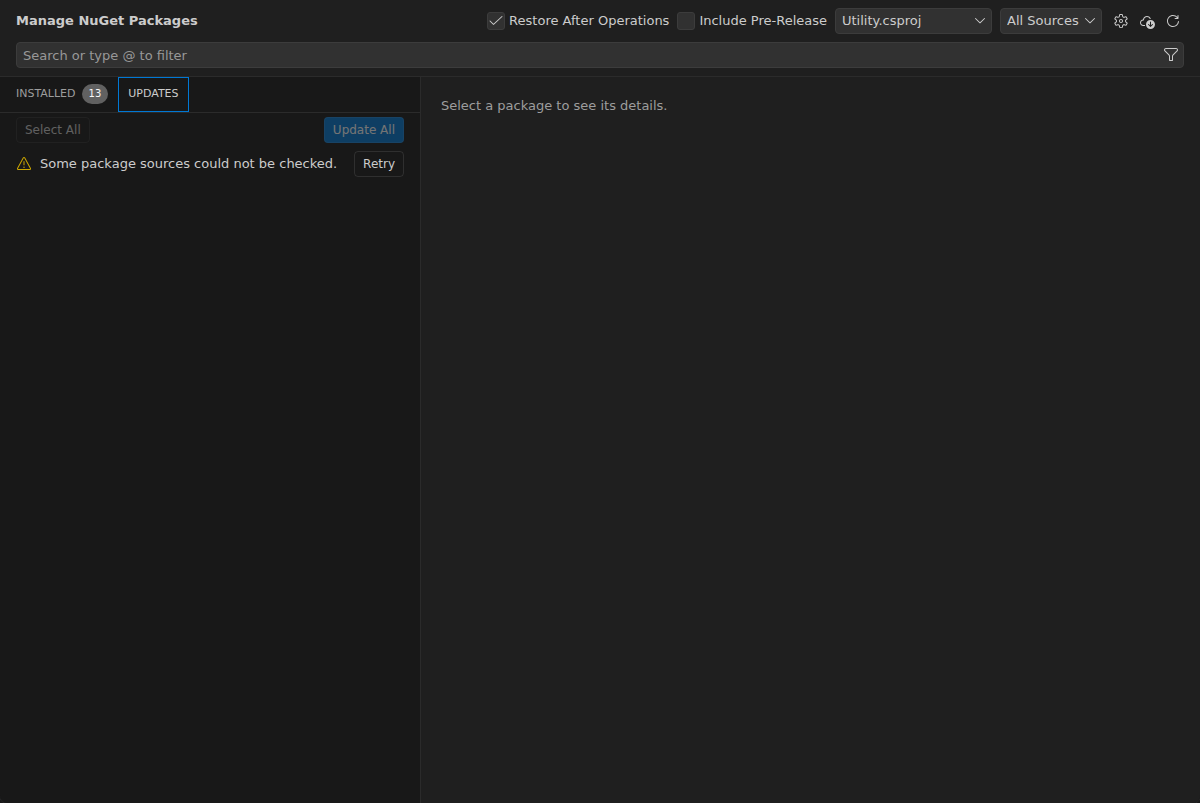 Manage NuGet Packages
Restore After Operations
Include Pre-Release
Utility.csproj
All Sources
Search or type @ to filter
INSTALLED 13
UPDATES
Select All
Update All
Some package sources could not be checked.
Retry
Select a package to see its details.